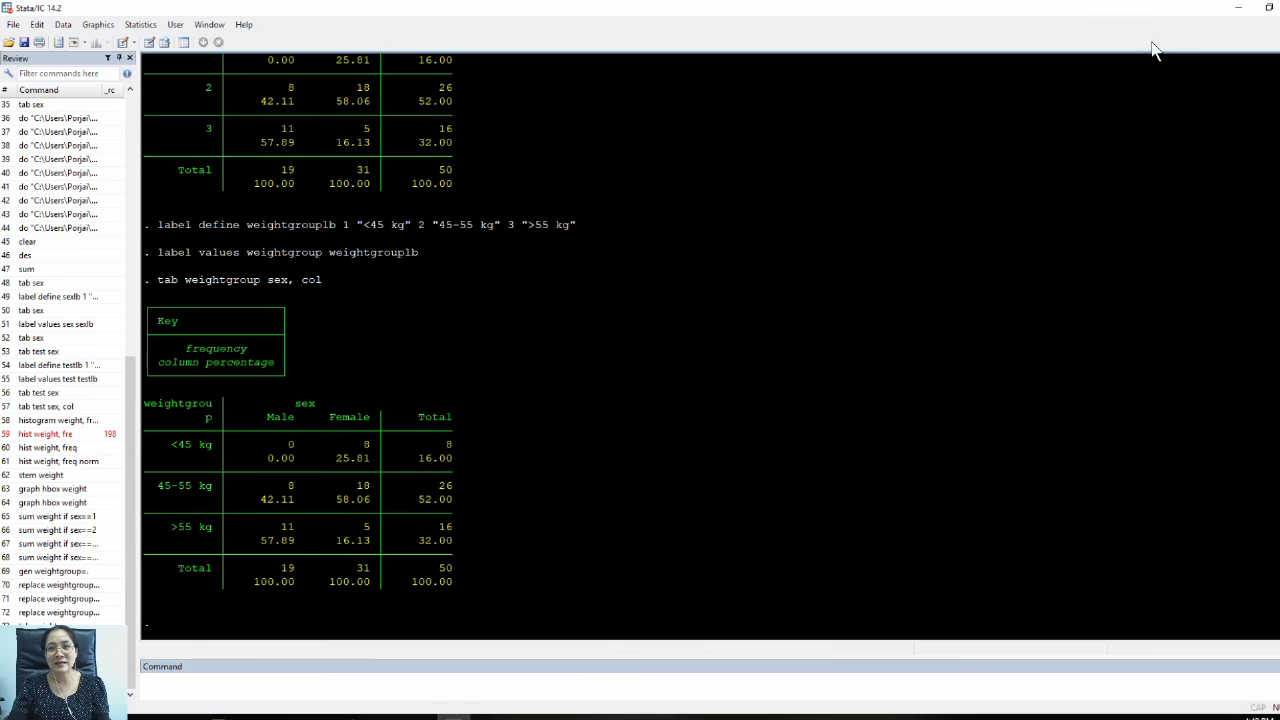 Stata/IC 14.2
File Edit Data Graphics Statistics User Window Help
Review
Filter commands here
# Command _rc
35 tab sex
36 do "C:\Users\Porjai\...
37 do "C:\Users\Porjai\...
38 do "C:\Users\Porjai\...
39 do "C:\Users\Porjai\...
40 do "C:\Users\Porjai\...
41 do "C:\Users\Porjai\...
42 do "C:\Users\Porjai\...
43 do "C:\Users\Porjai\...
44 do "C:\Users\Porjai\...
45 clear
46 des
47 sum
48 tab sex
49 label define sexlb 1 "...
50 tab sex
51 label values sex sexlb
52 tab sex
53 tab test sex
54 label define testlb 1 "...
55 label values test testlb
56 tab test sex
57 tab test sex, col
58 histogram weight, fr...
59 hist weight, fre 198
60 hist weight, freq
61 hist weight, freq norm
62 stem weight
63 graph hbox weight
64 graph hbox weight
65 sum weight if sex==1
66 sum weight if sex==2
67 sum weight if sex==...
68 sum weight if sex==...
69 gen weightgroup=.
70 replace weightgroup...
71 replace weightgroup...
72 replace weightgroup...
0.00 25.81 16.00
2 8 18 26
42.11 58.06 52.00
3 11 5 16
57.89 16.13 32.00
Total 19 31 50
100.00 100.00 100.00
. label define weightgrouplb 1 "<45 kg" 2 "45-55 kg" 3 ">55 kg"
. label values weightgroup weightgrouplb
. tab weightgroup sex, col
Key
frequency
column percentage
weightgrou sex
p Male Female Total
<45 kg 0 8 8
0.00 25.81 16.00
45-55 kg 8 18 26
42.11 58.06 52.00
>55 kg 11 5 16
57.89 16.13 32.00
Total 19 31 50
100.00 100.00 100.00
.
Command
CAP